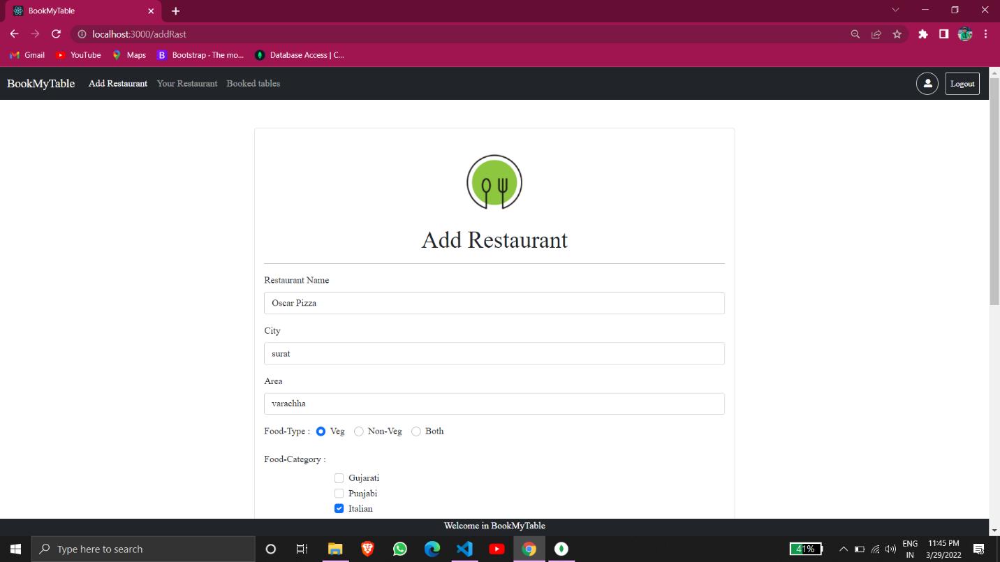 BookMyTable
localhost:3000/addRast
Gmail YouTube Maps B Bootstrap · The mo... Database Access | C...
BookMyTable Add Restaurant Your Restaurant Booked tables Logout
Add Restaurant
Restaurant Name
Oscar Pizza
City
surat
Area
varachha
Food-Type : Veg Non-Veg Both
Food-Category :
Gujarati
Punjabi
Italian
Welcome in BookMyTable
Type here to search 41% ENG 11:45 PM
IN 3/29/2022